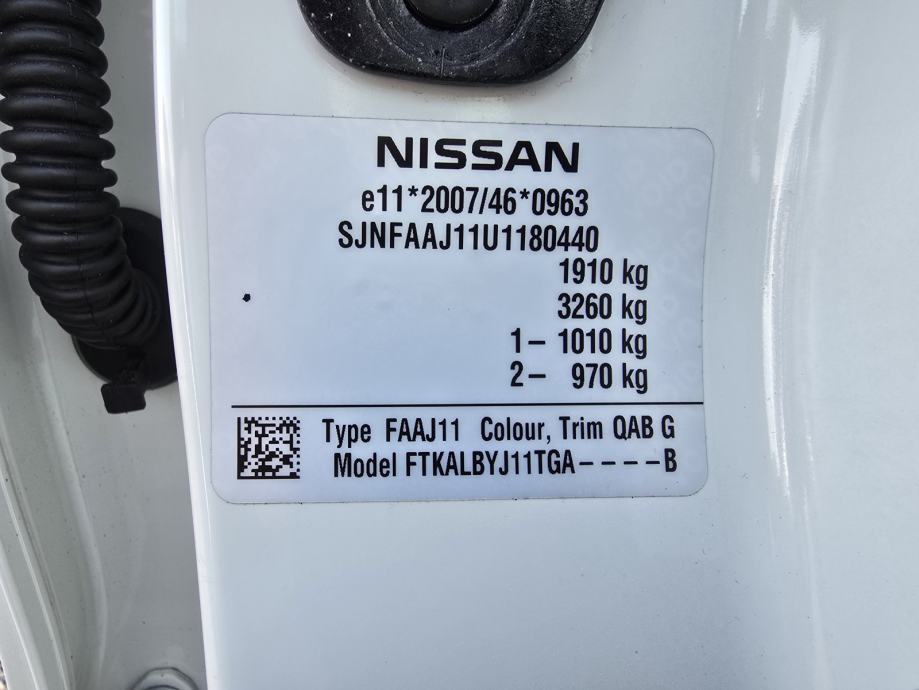 NISSAN
e11*2007/46*0963
SJNFAAJ11U1180440
1910 kg
3260 kg
1– 1010 kg
2– 970 kg
Type FAAJ11 Colour, Trim QAB G
Model FTKALBYJ11TGA––––B